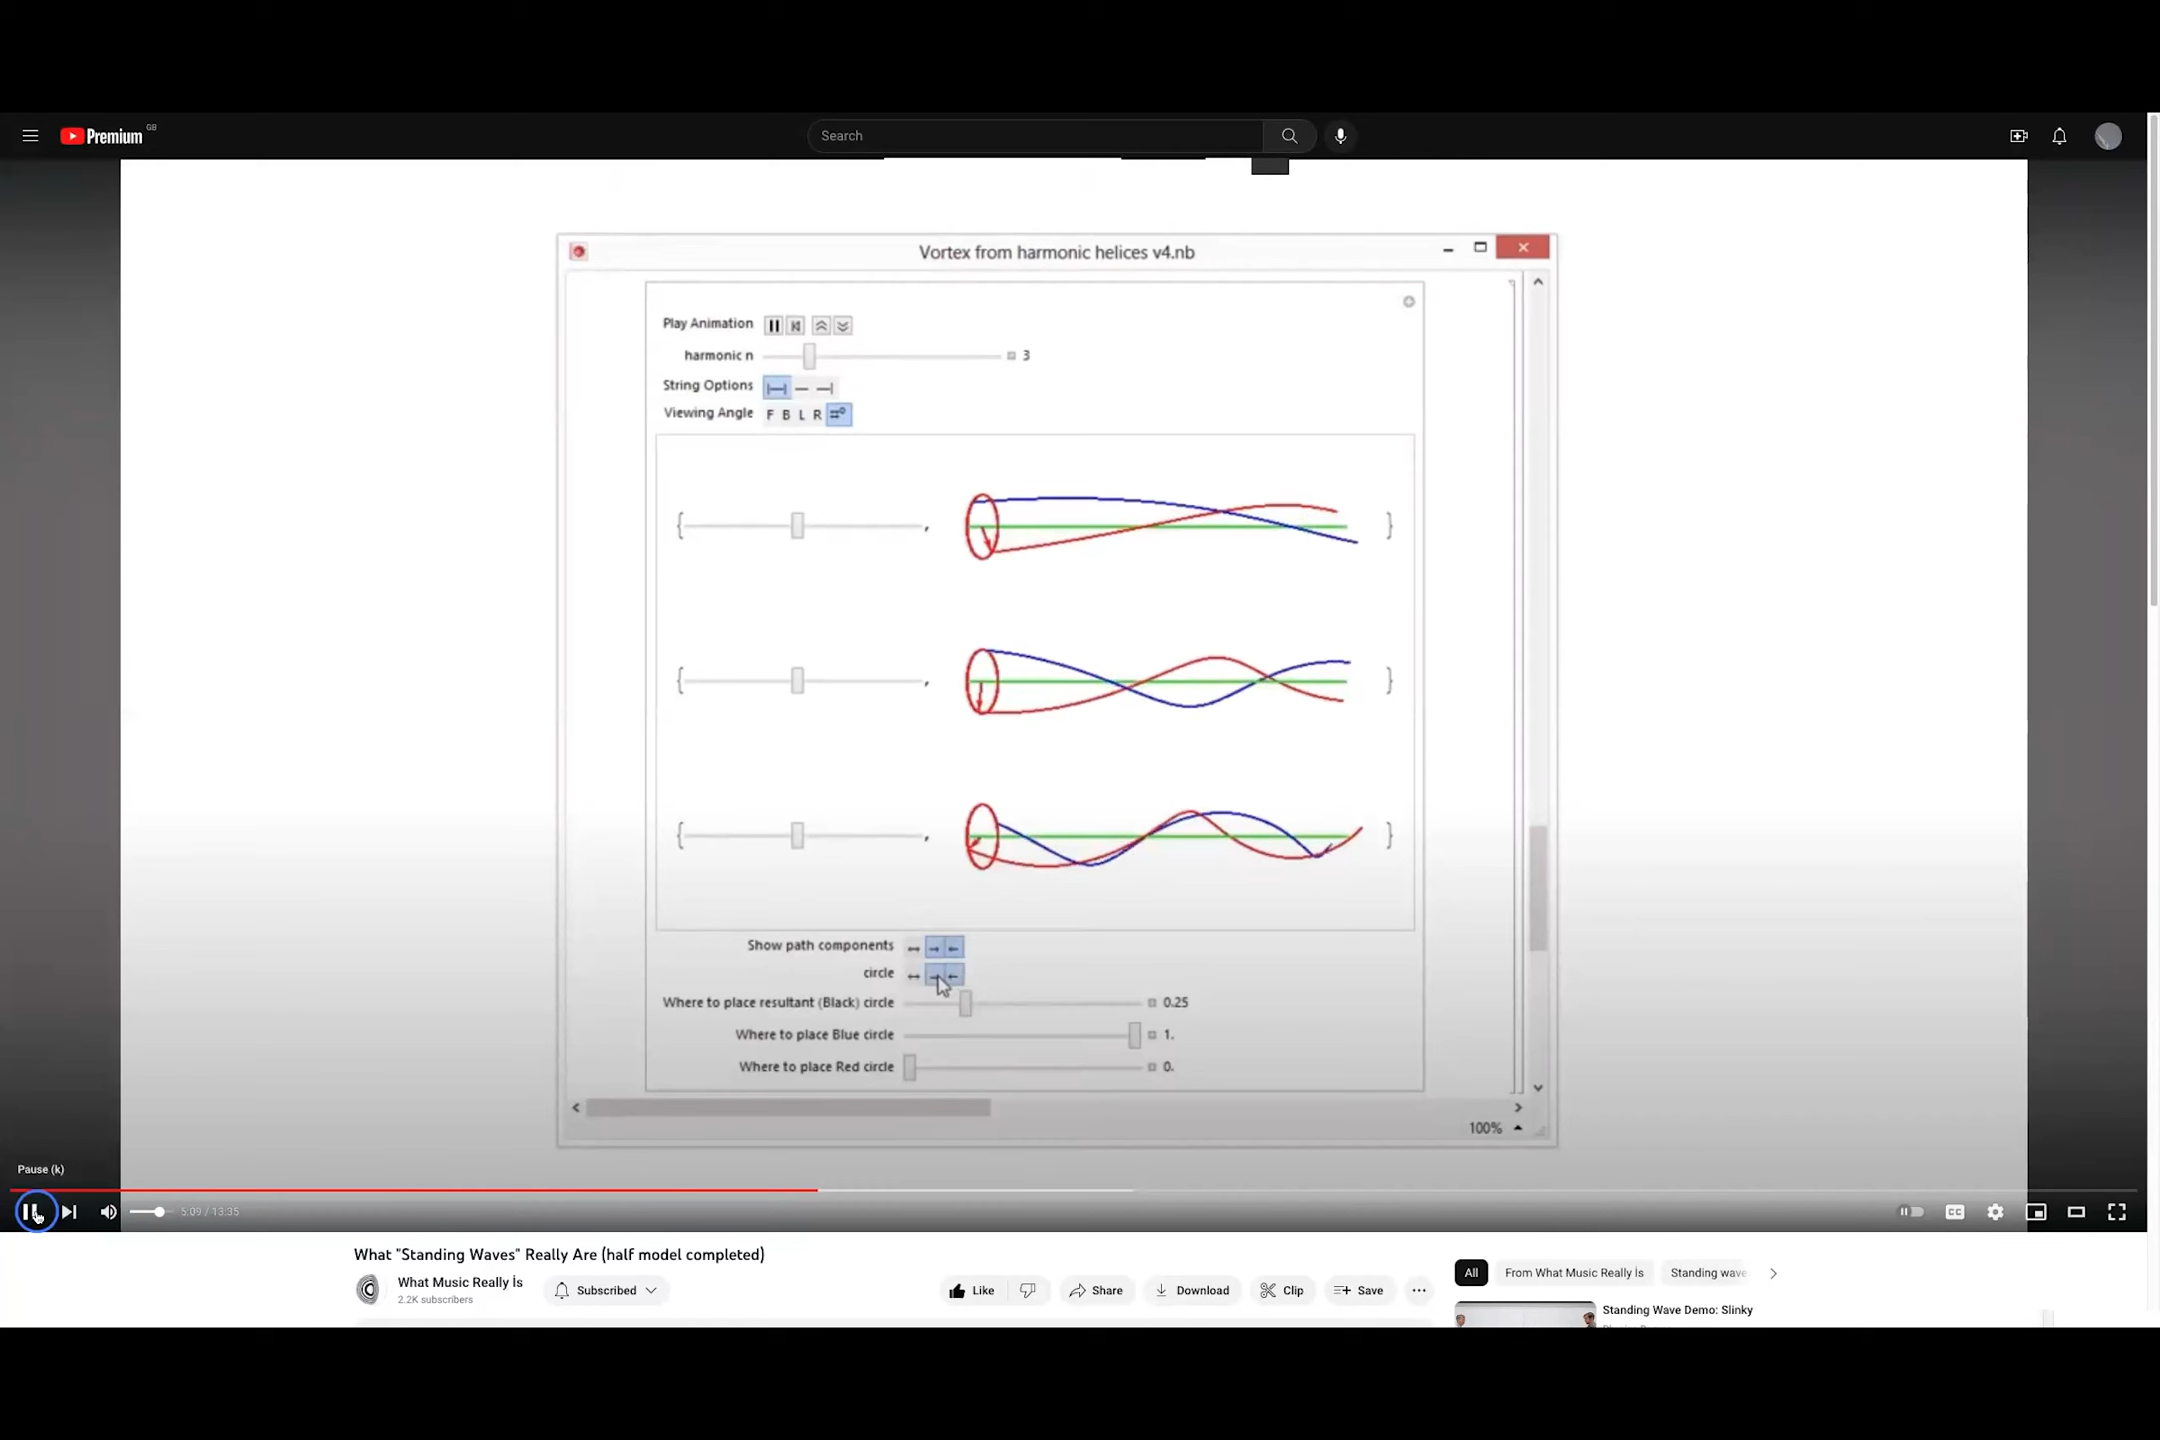 Premium GB
Search
Vortex from harmonic helices v4.nb
Play Animation
harmonic n 3
String Options
Viewing Angle F B L R
{ , }
{ , }
{ , }
Show path components
circle
Where to place resultant (Black) circle 0.25
Where to place Blue circle 1.
Where to place Red circle 0.
100%
Pause (k)
5:09 / 13:35
CC
What "Standing Waves" Really Are (half model completed)
What Music Really İs
2.2K subscribers
Subscribed
Like
Share
Download
Clip
Save
All
From What Music Really İs
Standing wave
Standing Wave Demo: Slinky